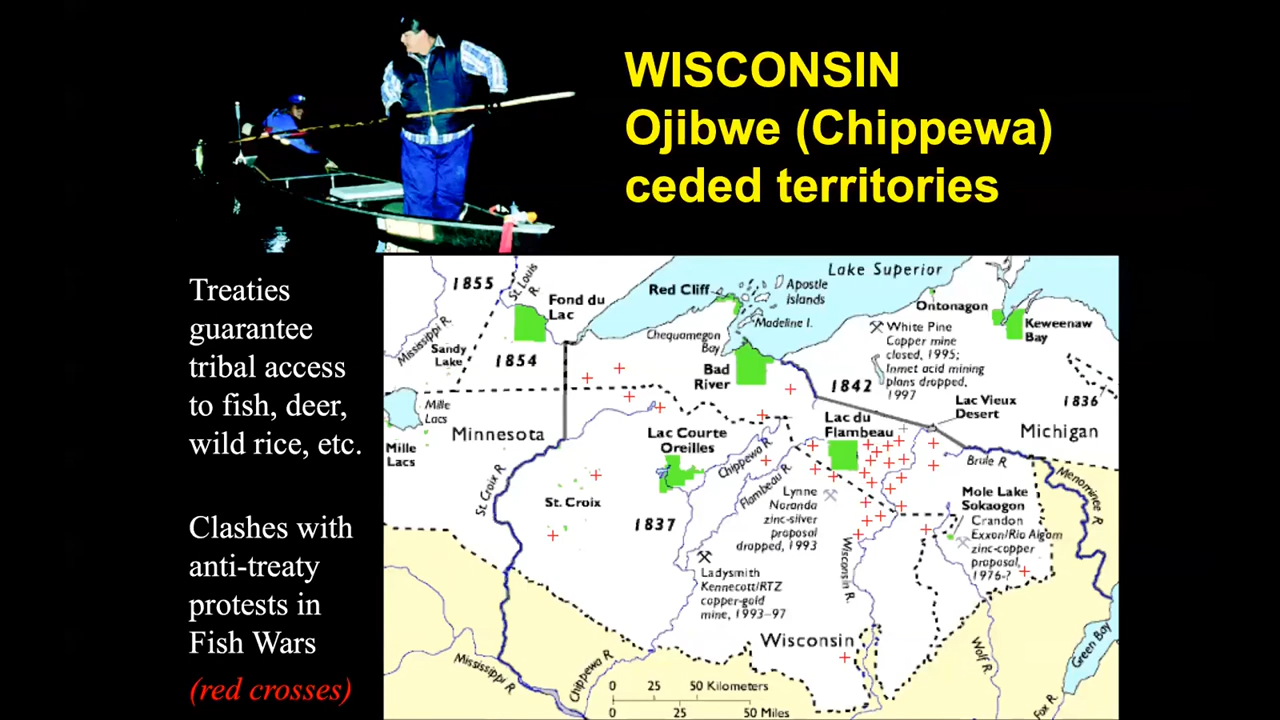 WISCONSIN
Ojibwe (Chippewa)
ceded territories
Treaties
guarantee
tribal access
to fish, deer,
wild rice, etc.
Clashes with
anti-treaty
protests in
Fish Wars
(red crosses)
1855
St. Louis
R.
Fond du
Lac
Mississippi R
Sandy
Lake
1854
Mille
Lacs
Mille
Lacs
Minnesota
Red Cliff
Apostle
Islands
Madeline I.
Chequamegon
Bay
Bad
River
Lake Superior
Ontonagon
Keweenaw
Bay
White Pine
Copper mine
closed, 1995;
Inmet acid mining
plans dropped,
1997
1842
1836
Lac Vieux
Desert
Michigan
Lac du
Flambeau
Brule R
Menominee R
Lac Courte
Oreilles
Chippewa R
Flambeau R.
St. Croix R
St. Croix
1837
Lynne
Noranda
zinc-silver
proposal
dropped, 1993
Mole Lake
Sokaogon
Crandon
Exxon/Rio Algom
zinc-copper
proposal,
1976-?
Ladysmith
Kennecott/RTZ
copper-gold
mine, 1993–97
Wisconsin R.
Wisconsin
Mississippi R
Chippewa R
Wolf R
Fox R
Green Bay
0 25 50 Kilometers
0 25 50 Miles